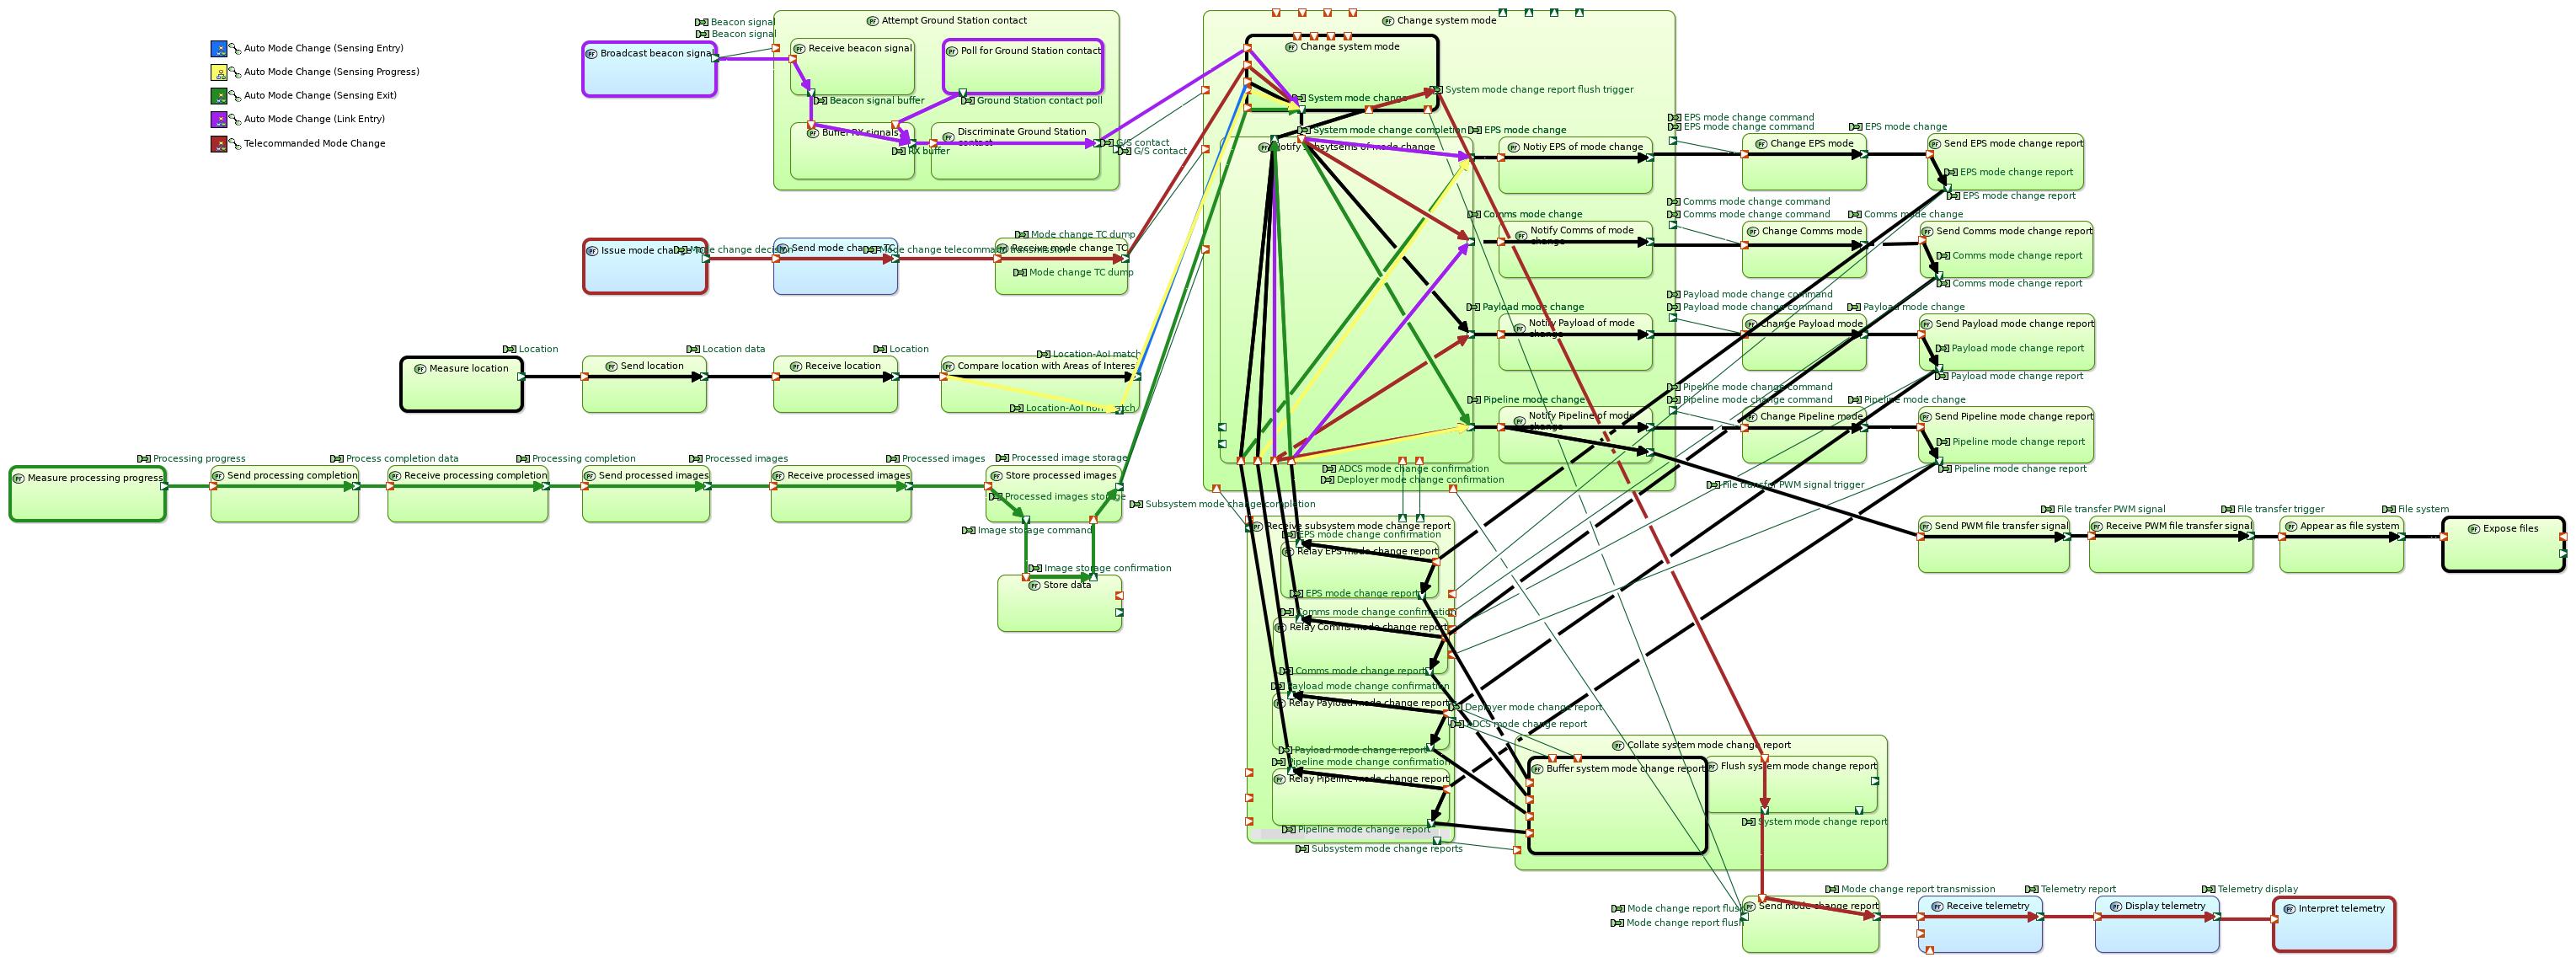 Auto Mode Change (Sensing Entry)
Auto Mode Change (Sensing Progress)
Auto Mode Change (Sensing Exit)
Auto Mode Change (Link Entry)
Telecommanded Mode Change
Beacon signal
Beacon signal
Broadcast beacon signal
Attempt Ground Station contact
Receive beacon signal
Poll for Ground Station contact
Beacon signal buffer
Ground Station contact poll
Buffer RX signals
Discriminate Ground Station
contact
RX buffer
G/S contact
G/S contact
Issue mode change
Mode change decision
Send mode change TC
Mode change telecommand transmission
Receive mode change TC
Mode change TC dump
Mode change TC dump
Measure location
Location
Send location
Location data
Receive location
Location
Compare location with Areas of Interes
Location-AoI match
Location-AoI non match
Measure processing progress
Processing progress
Send processing completion
Process completion data
Receive processing completion
Processing completion
Send processed images
Processed images
Receive processed images
Processed images
Store processed images
Processed image storage
Processed images storage
Image storage command
Image storage confirmation
Store data
Subsystem mode change completion
Change system mode
Change system mode
System mode change
System mode change report flush trigger
System mode change completion
Notify subsytsems of mode change
EPS mode change
Notiy EPS of mode change
Comms mode change
Notify Comms of mode
change
Payload mode change
Notify Payload of mode
change
Pipeline mode change
Notify Pipeline of mode
change
ADCS mode change confirmation
Deployer mode change confirmation
EPS mode change command
EPS mode change command
Change EPS mode
EPS mode change
Send EPS mode change report
EPS mode change report
EPS mode change report
Comms mode change command
Comms mode change command
Change Comms mode
Comms mode change
Send Comms mode change report
Comms mode change report
Comms mode change report
Payload mode change command
Payload mode change command
Change Payload mode
Payload mode change
Send Payload mode change report
Payload mode change report
Payload mode change report
Pipeline mode change command
Pipeline mode change command
Change Pipeline mode
Pipeline mode change
Send Pipeline mode change report
Pipeline mode change report
Pipeline mode change report
File transfer PWM signal trigger
Send PWM file transfer signal
File transfer PWM signal
Receive PWM file transfer signal
File transfer trigger
Appear as file system
File system
Expose files
Receive subsystem mode change report
EPS mode change confirmation
Relay EPS mode change report
EPS mode change report
Comms mode change confirmation
Relay Comms mode change report
Comms mode change report
Payload mode change confirmation
Relay Payload mode change report
Payload mode change report
Pipeline mode change confirmation
Relay Pipeline mode change report
Pipeline mode change report
Subsystem mode change reports
Deployer mode change report
ADCS mode change report
Collate system mode change report
Buffer system mode change report
Flush system mode change report
System mode change report
Mode change report flush
Mode change report flush
Send mode change report
Mode change report transmission
Receive telemetry
Telemetry report
Display telemetry
Telemetry display
Interpret telemetry